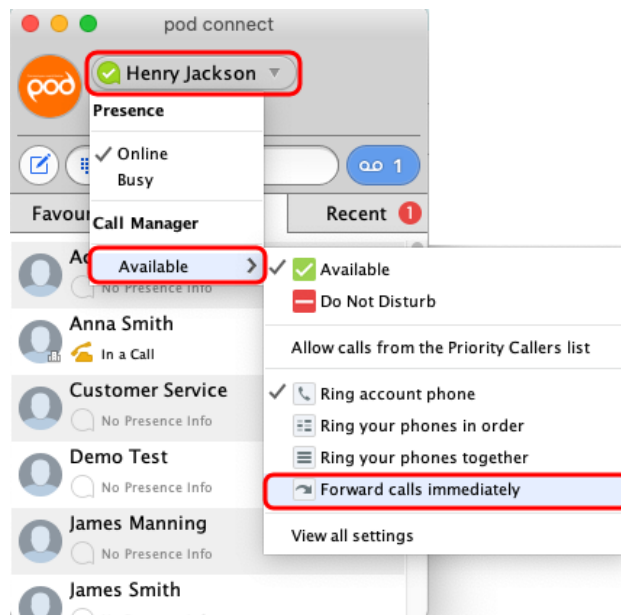 pod connect
pod
Henry Jackson
Presence
Online
Busy
1
Favou
Recent 1
Call Manager
Available
No Presence Info
Available
Do Not Disturb
Allow calls from the Priority Callers list
Ring account phone
Ring your phones in order
Ring your phones together
Forward calls immediately
View all settings
Anna Smith
In a Call
Customer Service
No Presence Info
Demo Test
No Presence Info
James Manning
No Presence Info
James Smith